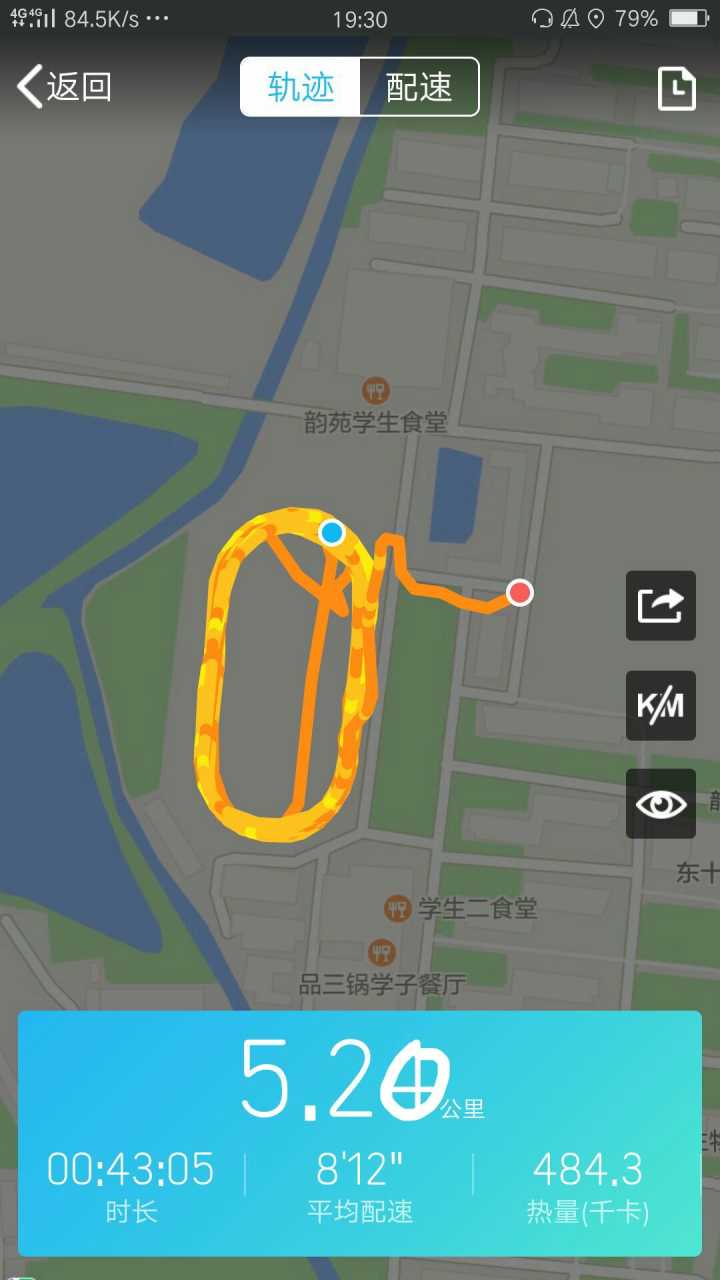 4G 4G 84.5K/s ••• 19:30 79%
返回 轨迹 配速
韵苑学生食堂
K/M
东十
学生二食堂
品三锅学子餐厅
5.2 公里
00:43:05 8'12" 484.3
时长 平均配速 热量(千卡)